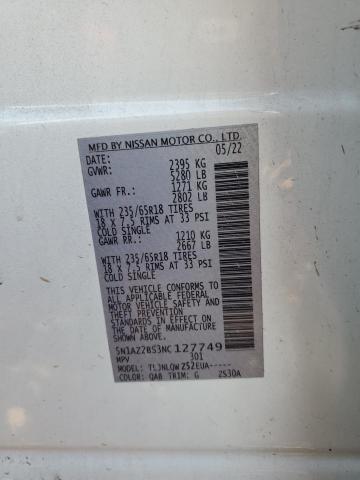 MFD BY NISSAN MOTOR CO., LTD.
DATE: 05/22
GVWR: 2395 KG
5280 LB
GAWR FR.: 1271 KG
2802 LB
WITH 235/65R18 TIRES
18 X 7.5 RIMS AT 33 PSI
COLD SINGLE
GAWR RR.: 1210 KG
2667 LB
WITH 235/65R18 TIRES
18 X 7.5 RIMS AT 33 PSI
COLD SINGLE
THIS VEHICLE CONFORMS TO
ALL APPLICABLE FEDERAL
MOTOR VEHICLE SAFETY AND
THEFT PREVENTION
STANDARDS IN EFFECT ON THE
DATE OF MANUFACTURE
SHOWN ABOVE.
5N1AZ2BS3NC127749
MPV 301
TYPE: TLJNLQWZ52EUA-----
COLOR: QAB TRIM: G 2S30A